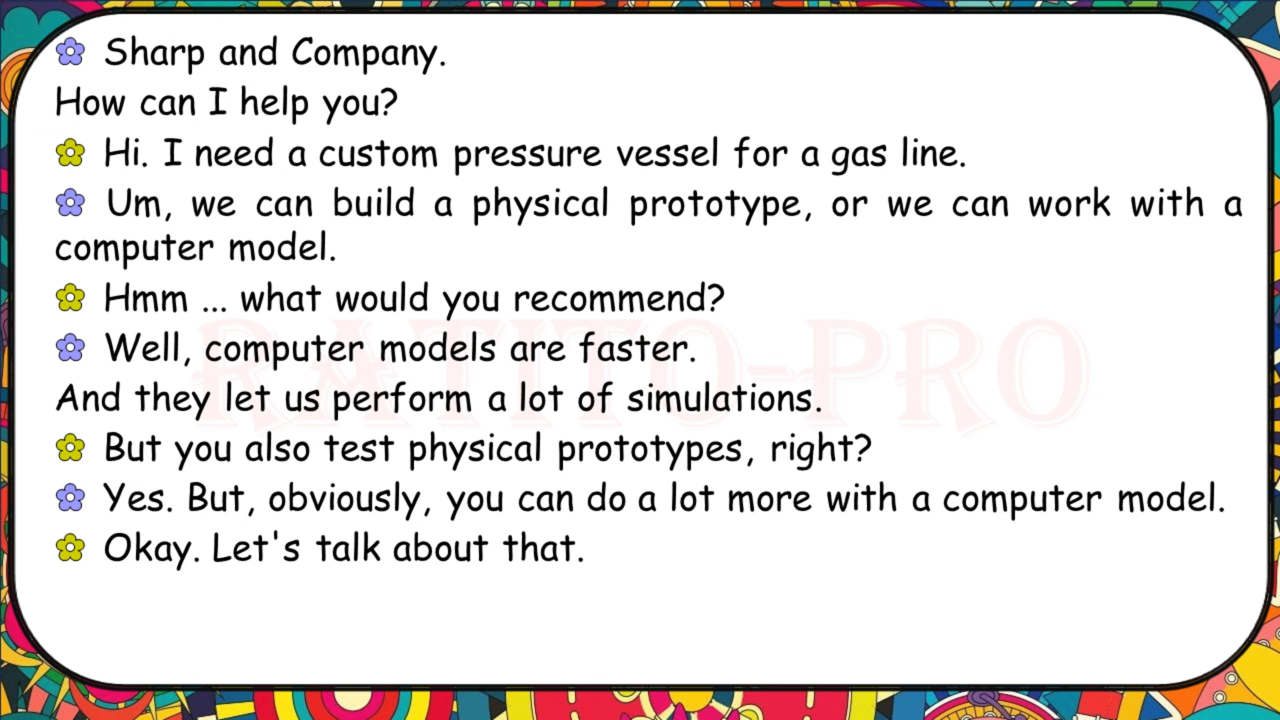 Sharp and Company.
How can I help you?
Hi. I need a custom pressure vessel for a gas line.
Um, we can build a physical prototype, or we can work with a
computer model.
Hmm ... what would you recommend?
Well, computer models are faster.
And they let us perform a lot of simulations.
But you also test physical prototypes, right?
Yes. But, obviously, you can do a lot more with a computer model.
Okay. Let's talk about that.
RATITO-PRO